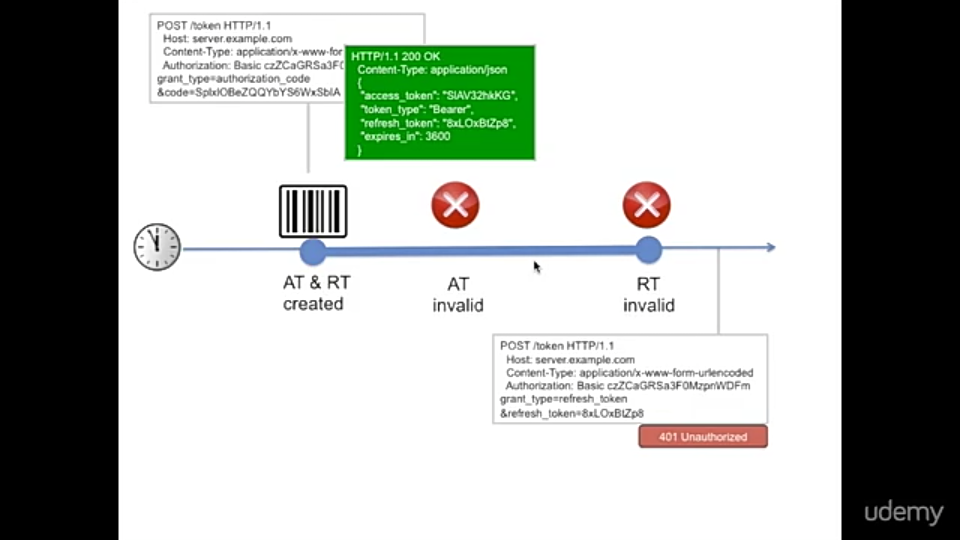 POST /token HTTP/1.1
Host: server.example.com
Content-Type: application/x-www-for
Authorization: Basic czZCaGRSa3F
grant_type=authorization_code
&code=SplxlOBeZQQYbYS6WxSbIA
HTTP/1.1 200 OK
Content-Type: application/json
{
"access_token": "SlAV32hkKG",
"token_type": "Bearer",
"refresh_token": "8xLOxBtZp8",
"expires_in": 3600
}
AT & RT
created
AT
invalid
RT
invalid
POST /token HTTP/1.1
Host: server.example.com
Content-Type: application/x-www-form-urlencoded
Authorization: Basic czZCaGRSa3F0MzpnWDFm
grant_type=refresh_token
&refresh_token=8xLOxBtZp8
401 Unauthorized
udemy